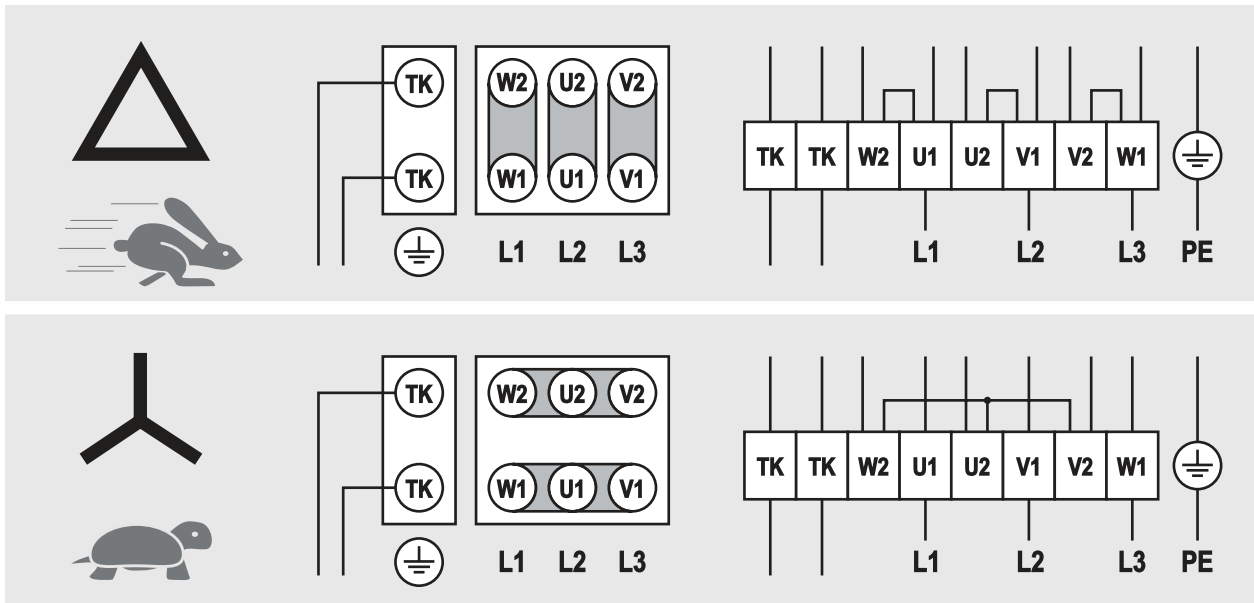 TK W2 U2 V2
TK W1 U1 V1
L1 L2 L3
TK TK W2 U1 U2 V1 V2 W1
L1 L2 L3 PE
TK W2 U2 V2
TK W1 U1 V1
L1 L2 L3
TK TK W2 U1 U2 V1 V2 W1
L1 L2 L3 PE